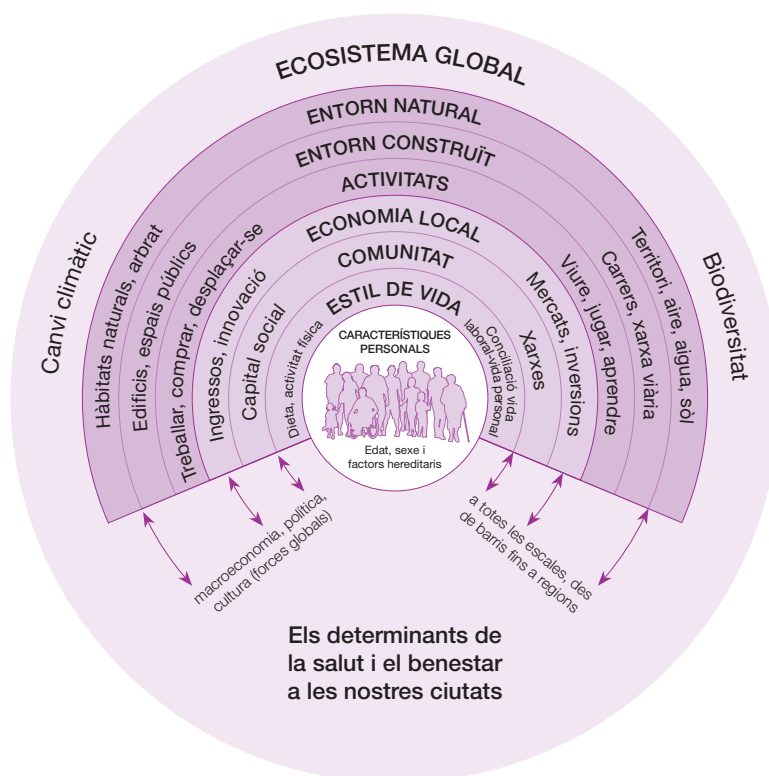 ECOSISTEMA GLOBAL
Canvi climàtic
Biodiversitat
ENTORN NATURAL
Hàbitats naturals, arbrat
Territori, aire, aigua, sòl
ENTORN CONSTRUÏT
Edificis, espais públics
Carrers, xarxa viària
ACTIVITATS
Treballar, comprar, desplaçar-se
Viure, jugar, aprendre
ECONOMIA LOCAL
Ingressos, innovació
Mercats, inversions
COMUNITAT
Capital social
Xarxes
ESTIL DE VIDA
Dieta, activitat física
Conciliació vida
laboral-vida personal
CARACTERÍSTIQUES
PERSONALS
Edat, sexe i
factors hereditaris
macroeconomia, política,
cultura (forces globals)
a totes les escales, des
de barris fins a regions
Els determinants de
la salut i el benestar
a les nostres ciutats